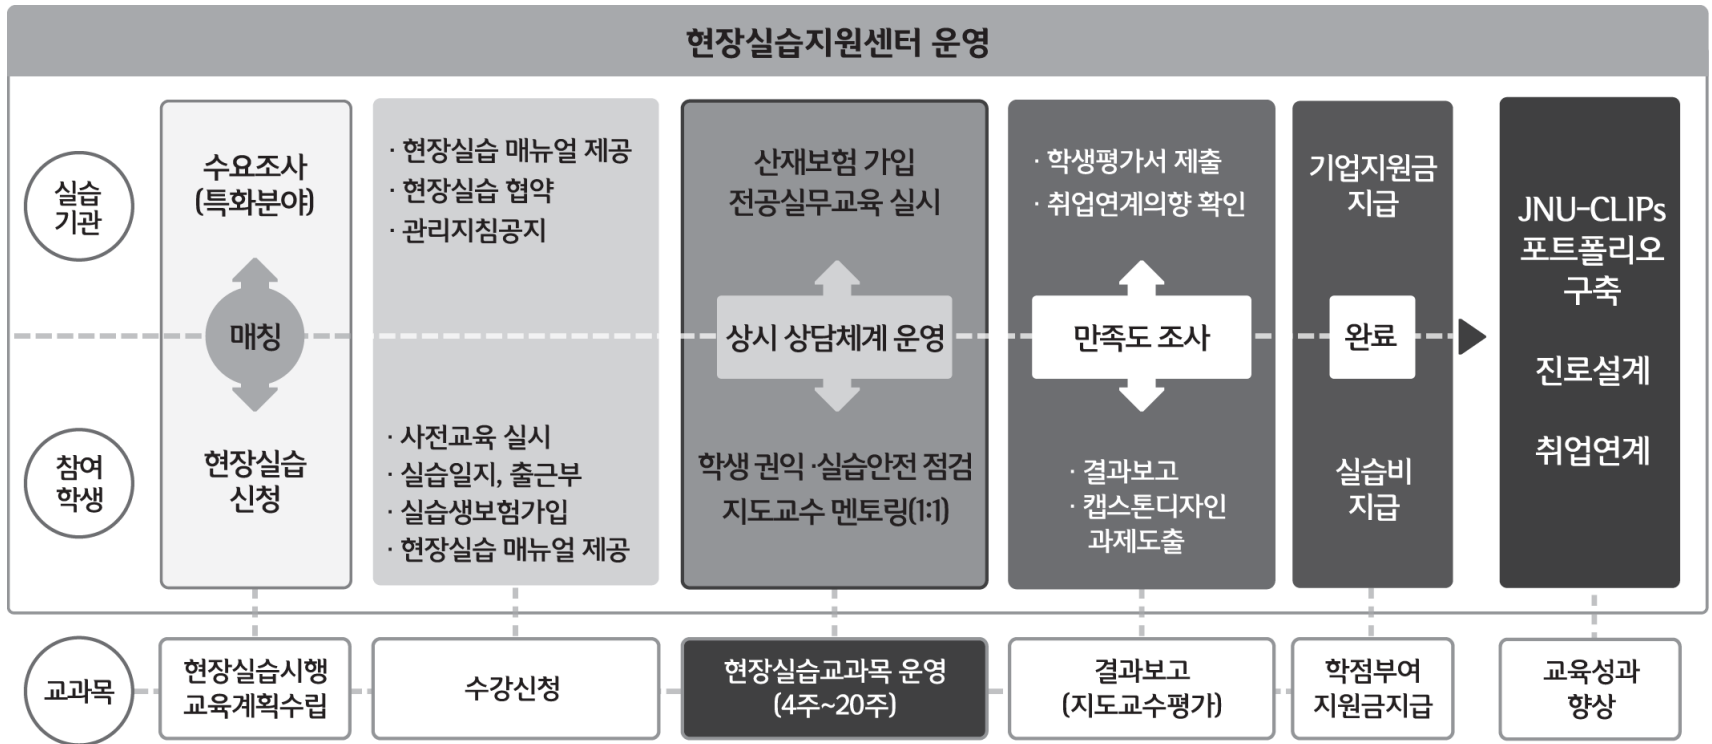 현장실습지원센터 운영
실습
기관
수요조사
(특화분야)
매칭
현장실습
신청
· 현장실습 매뉴얼 제공
· 현장실습 협약
· 관리지침공지
· 사전교육 실시
· 실습일지, 출근부
· 실습생보험가입
· 현장실습 매뉴얼 제공
산재보험 가입
전공실무교육 실시
상시 상담체계 운영
학생 권익 ·실습안전 점검
지도교수 멘토링(1:1)
· 학생평가서 제출
· 취업연계의향 확인
만족도 조사
· 결과보고
· 캡스톤디자인
과제도출
기업지원금
지급
완료
실습비
지급
JNU-CLIPs
포트폴리오
구축
진로설계
취업연계
참여
학생
교과목
현장실습시행
교육계획수립
수강신청
현장실습교과목 운영
(4주~20주)
결과보고
(지도교수평가)
학점부여
지원금지급
교육성과
향상